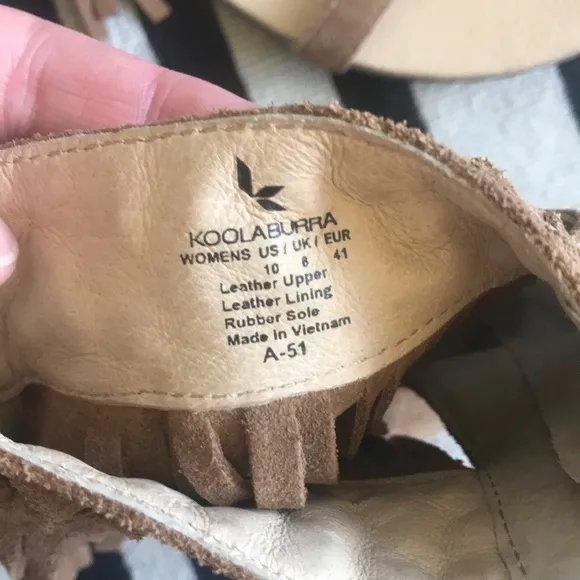 KOOLABURRA
WOMENS US / UK / EUR
10 8 41
Leather Upper
Leather Lining
Rubber Sole
Made in Vietnam
A-51